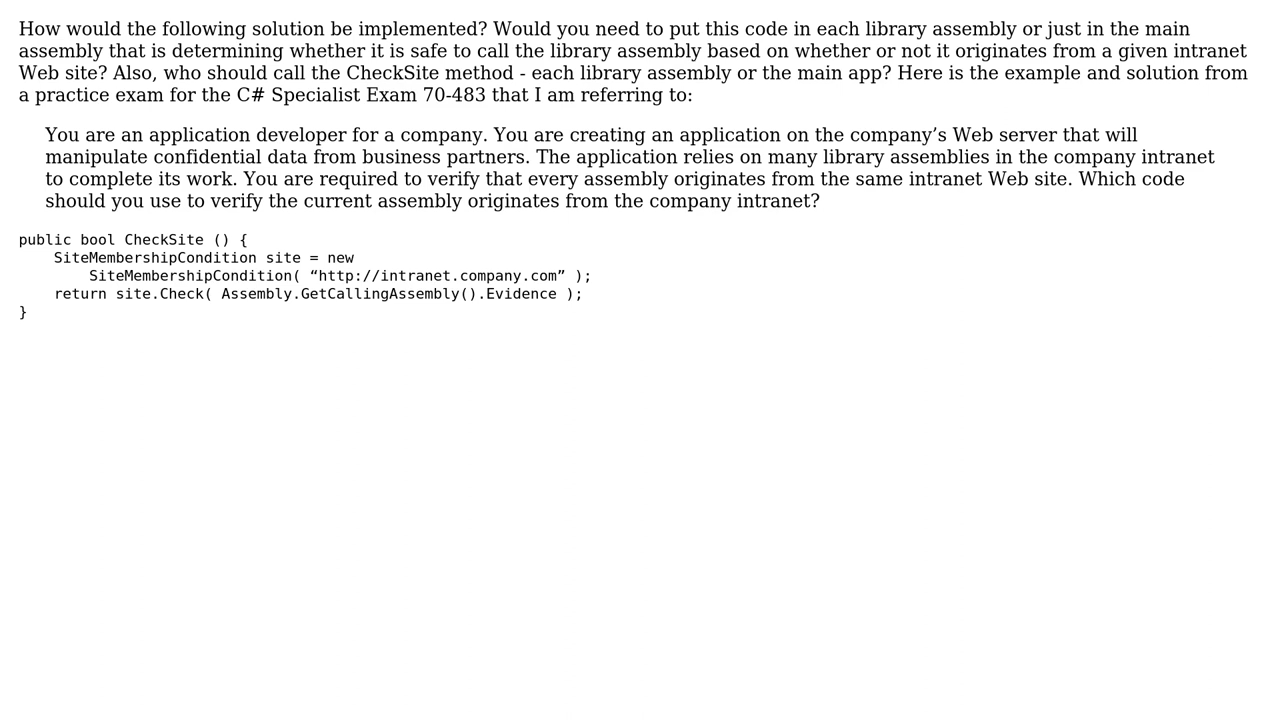 How would the following solution be implemented? Would you need to put this code in each library assembly or just in the main
assembly that is determining whether it is safe to call the library assembly based on whether or not it originates from a given intranet
Web site? Also, who should call the CheckSite method - each library assembly or the main app? Here is the example and solution from
a practice exam for the C# Specialist Exam 70-483 that I am referring to:
You are an application developer for a company. You are creating an application on the company’s Web server that will
manipulate confidential data from business partners. The application relies on many library assemblies in the company intranet
to complete its work. You are required to verify that every assembly originates from the same intranet Web site. Which code
should you use to verify the current assembly originates from the company intranet?
public bool CheckSite () {
    SiteMembershipCondition site = new
        SiteMembershipCondition( “http://intranet.company.com” );
    return site.Check( Assembly.GetCallingAssembly().Evidence );
}